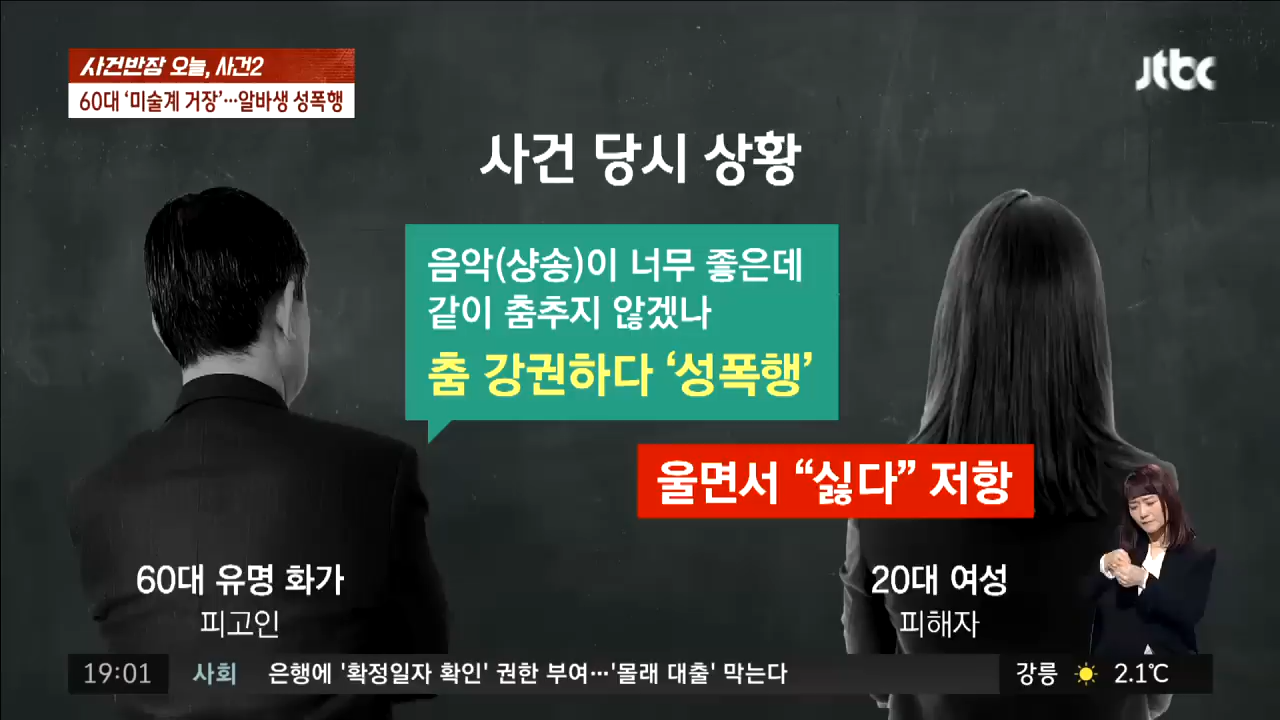 사건반장 오늘, 사건2
60대 ‘미술계 거장’…알바생 성폭행
jtbc
사건 당시 상황
음악(샹송)이 너무 좋은데
같이 춤추지 않겠나
춤 강권하다 ‘성폭행’
울면서 “싫다” 저항
60대 유명 화가
피고인
20대 여성
피해자
19:01 사회 은행에 '확정일자 확인' 권한 부여…'몰래 대출' 막는다 강릉 2.1℃